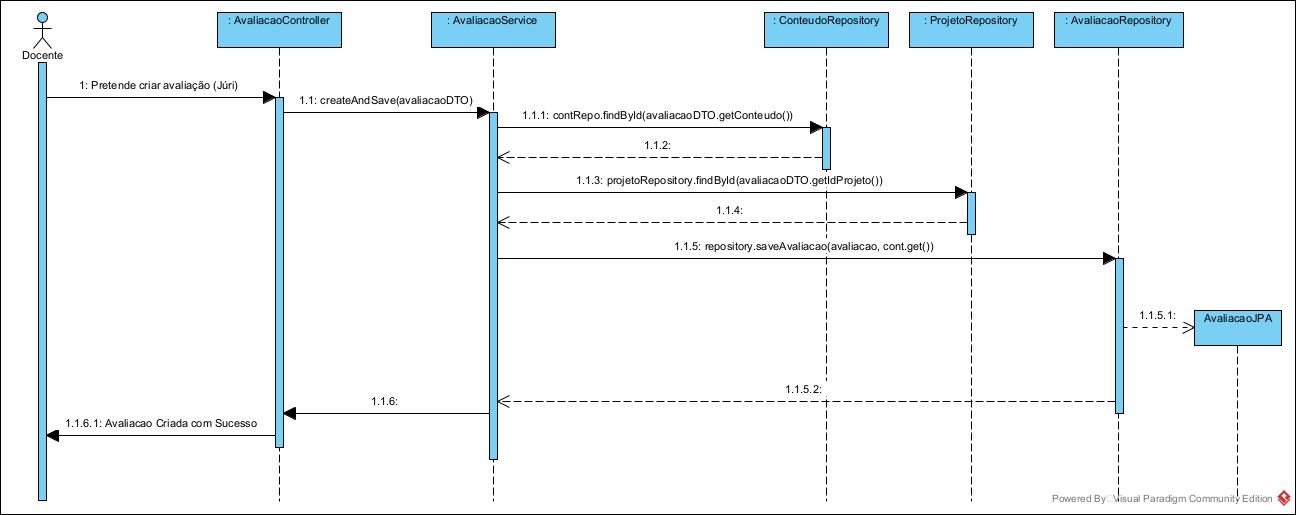 : AvaliacaoController
: AvaliacaoService
: ConteudoRepository
: ProjetoRepository
: AvaliacaoRepository
Docente
1: Pretende criar avaliação (Júri)
1.1: createAndSave(avaliacaoDTO)
1.1.1: contRepo.findById(avaliacaoDTO.getConteudo())
1.1.2:
1.1.3: projetoRepository.findById(avaliacaoDTO.getIdProjeto())
1.1.4:
1.1.5: repository.saveAvaliacao(avaliacao, cont.get())
1.1.5.1:
AvaliacaoJPA
1.1.5.2:
1.1.6:
1.1.6.1: Avaliacao Criada com Sucesso
Powered By Visual Paradigm Community Edition